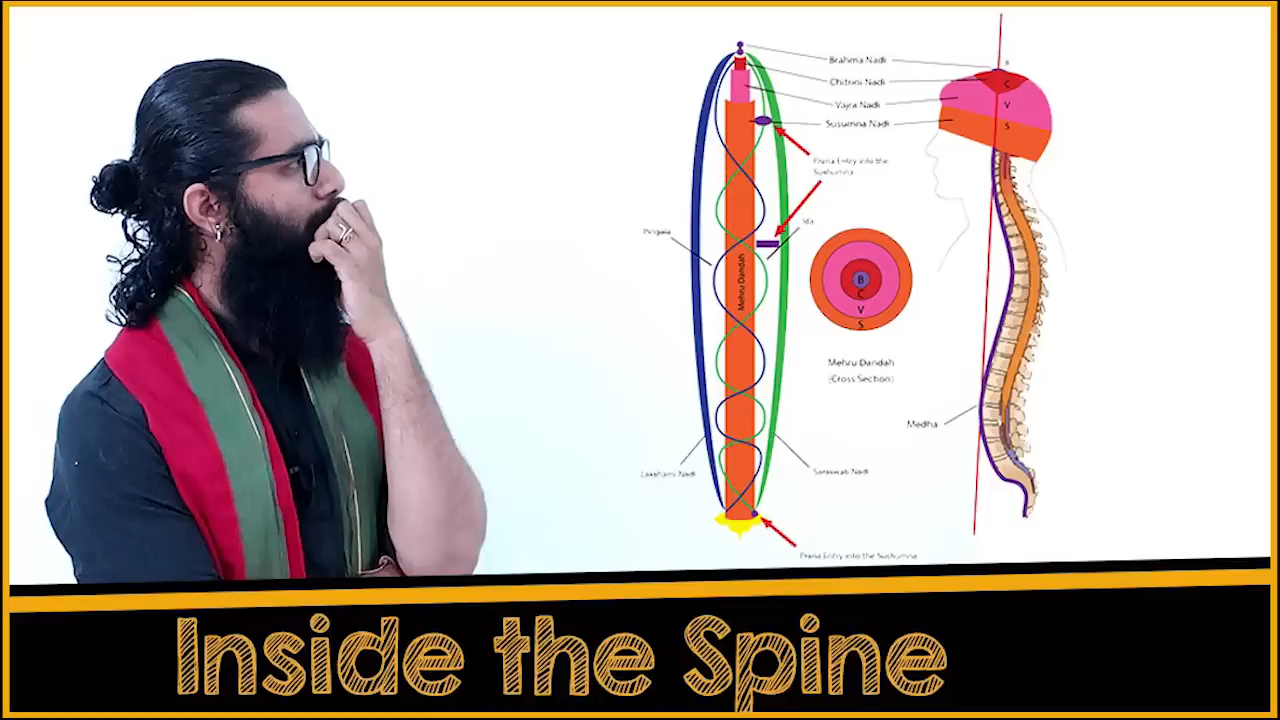 Brahma Nadi
Chitrini Nadi
Vajra Nadi
Susumna Nadi
Prana Entry into the
Sushumna
Ida
Pingala
Mehru Dandah
B
C
V
S
B
C
V
S
Mehru Dandah
(Cross Section)
Medha
Lakshmi Nadi
Saraswati Nadi
Prana Entry into the Sushumna
Inside the Spine